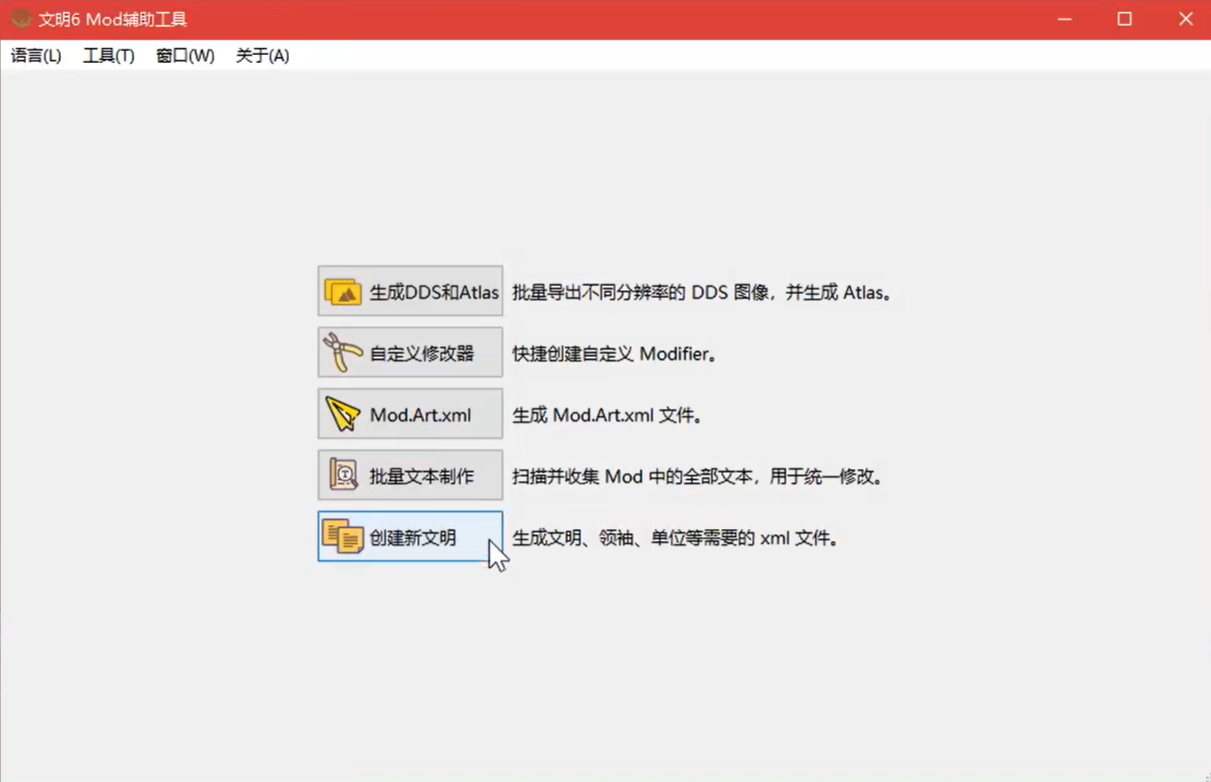 文明6 Mod辅助工具
语言(L) 工具(T) 窗口(W) 关于(A)
生成DDS和Atlas 批量导出不同分辨率的 DDS 图像，并生成 Atlas。
自定义修改器 快捷创建自定义 Modifier。
Mod.Art.xml 生成 Mod.Art.xml 文件。
批量文本制作 扫描并收集 Mod 中的全部文本，用于统一修改。
创建新文明 生成文明、领袖、单位等需要的 xml 文件。